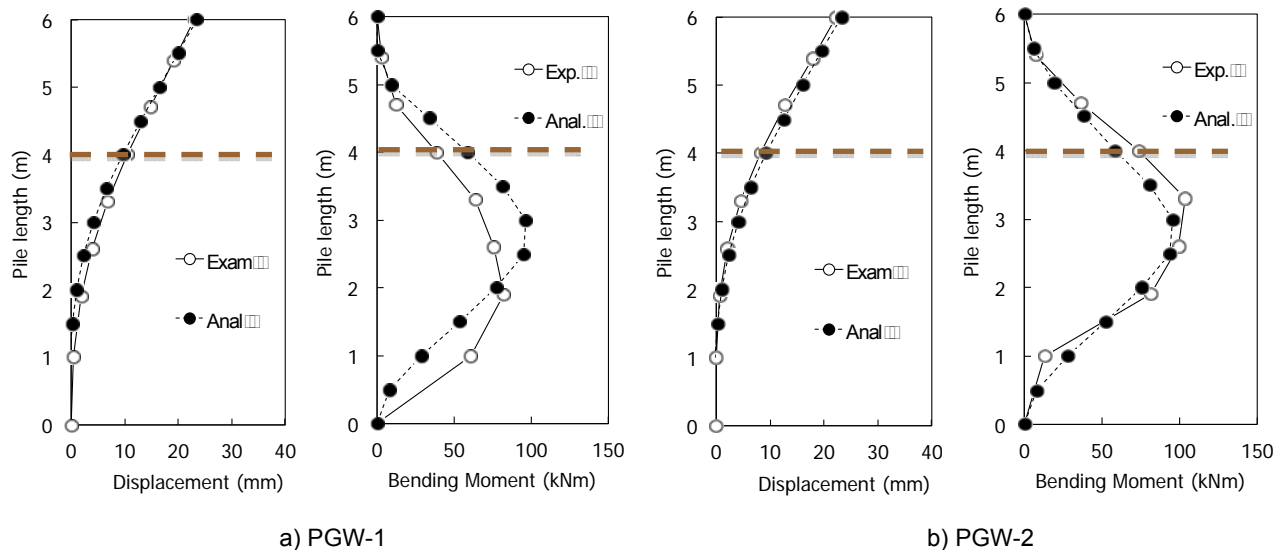 6
5
4
3
2
1
0
Pile length (m)
Exam
Anal
0 10 20 30 40
Displacement (mm)
6
5
4
3
2
1
0
Pile length (m)
Exp.
Anal.
0 50 100 150
Bending Moment (kNm)
a) PGW-1
6
5
4
3
2
1
0
Pile length (m)
Exam
Anal
0 10 20 30 40
Displacement (mm)
6
5
4
3
2
1
0
Pile length (m)
Exp.
Anal.
0 50 100 150
Bending Moment (kNm)
b) PGW-2